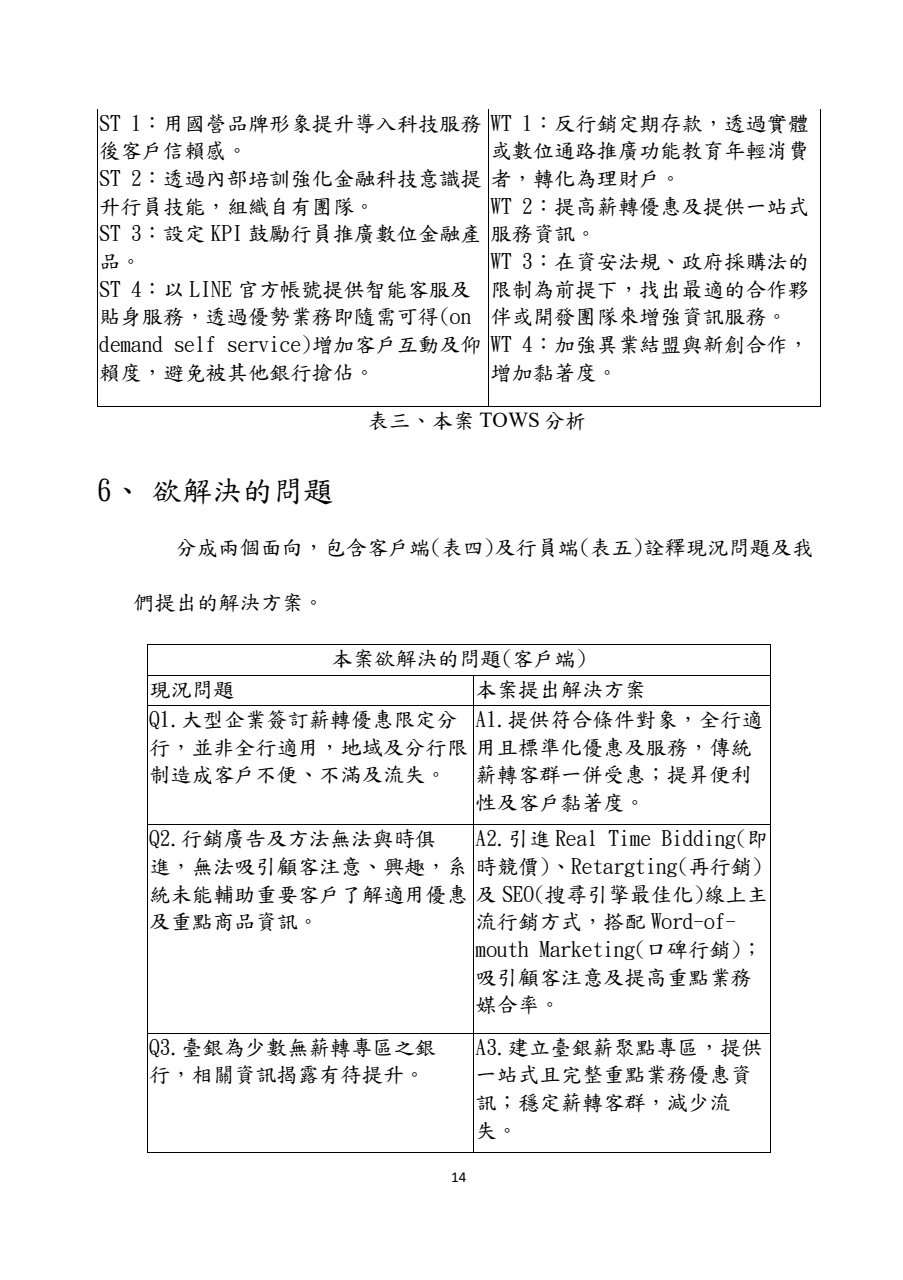 ST 1：用國營品牌形象提升導入科技服務
後客戶信賴感。
ST 2：透過內部培訓強化金融科技意識提
升行員技能，組織自有團隊。
ST 3：設定 KPI 鼓勵行員推廣數位金融產
品。
ST 4：以 LINE 官方帳號提供智能客服及
貼身服務，透過優勢業務即隨需可得(on
demand self service)增加客戶互動及仰
賴度，避免被其他銀行搶佔。
WT 1：反行銷定期存款，透過實體
或數位通路推廣功能教育年輕消費
者，轉化為理財戶。
WT 2：提高薪轉優惠及提供一站式
服務資訊。
WT 3：在資安法規、政府採購法的
限制為前提下，找出最適的合作夥
伴或開發團隊來增強資訊服務。
WT 4：加強異業結盟與新創合作，
增加黏著度。
表三、本案 TOWS 分析
6、 欲解決的問題
分成兩個面向，包含客戶端(表四)及行員端(表五)詮釋現況問題及我
們提出的解決方案。
本案欲解決的問題(客戶端)
現況問題
本案提出解決方案
Q1.大型企業簽訂薪轉優惠限定分
行，並非全行適用，地域及分行限
制造成客戶不便、不滿及流失。
A1.提供符合條件對象，全行適
用且標準化優惠及服務，傳統
薪轉客群一併受惠；提昇便利
性及客戶黏著度。
Q2.行銷廣告及方法無法與時俱
進，無法吸引顧客注意、興趣，系
統未能輔助重要客戶了解適用優惠
及重點商品資訊。
A2.引進 Real Time Bidding(即
時競價)、Retargting(再行銷)
及 SEO(搜尋引擎最佳化)線上主
流行銷方式，搭配 Word-of-
mouth Marketing(口碑行銷)；
吸引顧客注意及提高重點業務
媒合率。
Q3.臺銀為少數無薪轉專區之銀
行，相關資訊揭露有待提升。
A3.建立臺銀薪聚點專區，提供
一站式且完整重點業務優惠資
訊；穩定薪轉客群，減少流
失。
14